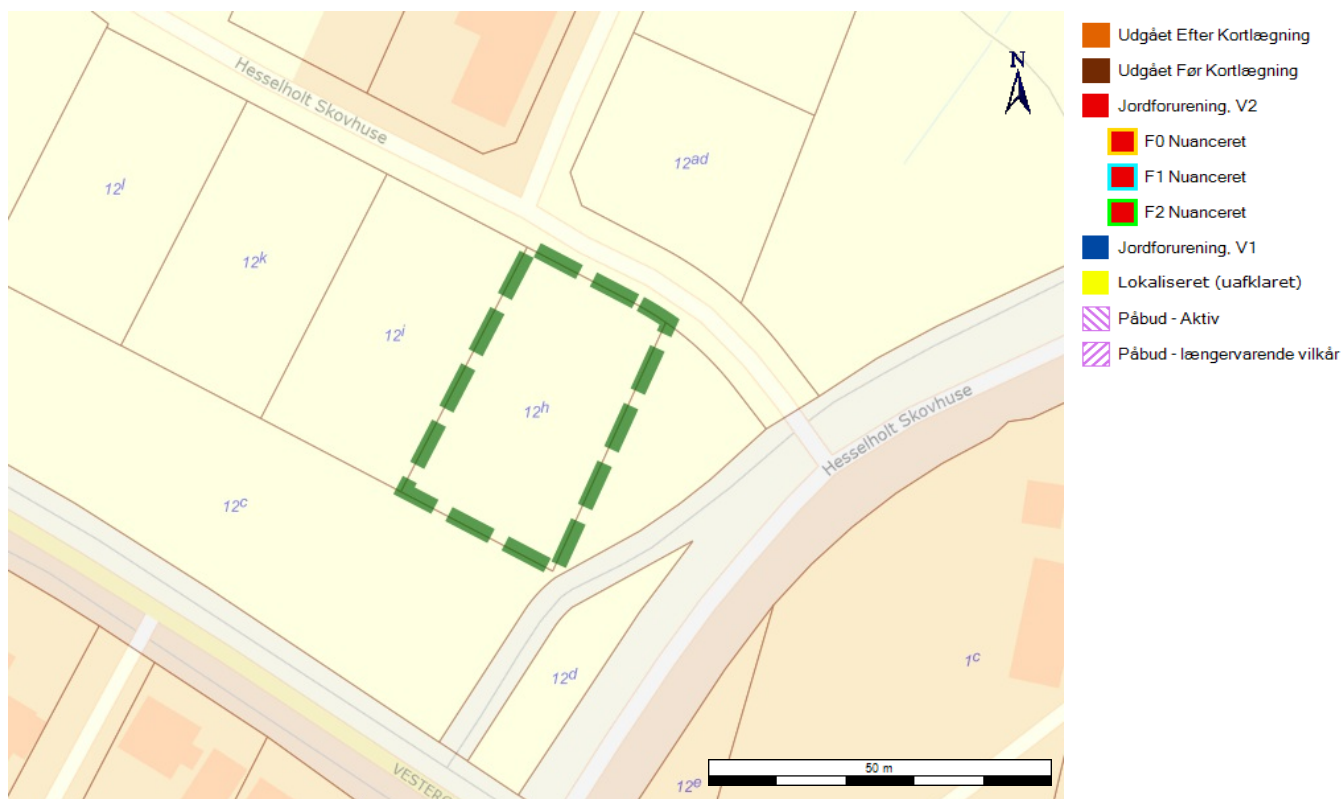 Hesselholt Skovhuse
12ad
12l
12k
12i
12h
12c
Hesselholt Skovhuse
12d
1c
12e
VESTERG
50 m
N
Udgået Efter Kortlægning
Udgået Før Kortlægning
Jordforurening, V2
F0 Nuanceret
F1 Nuanceret
F2 Nuanceret
Jordforurening, V1
Lokaliseret (uafklaret)
Påbud - Aktiv
Påbud - længervarende vilkår